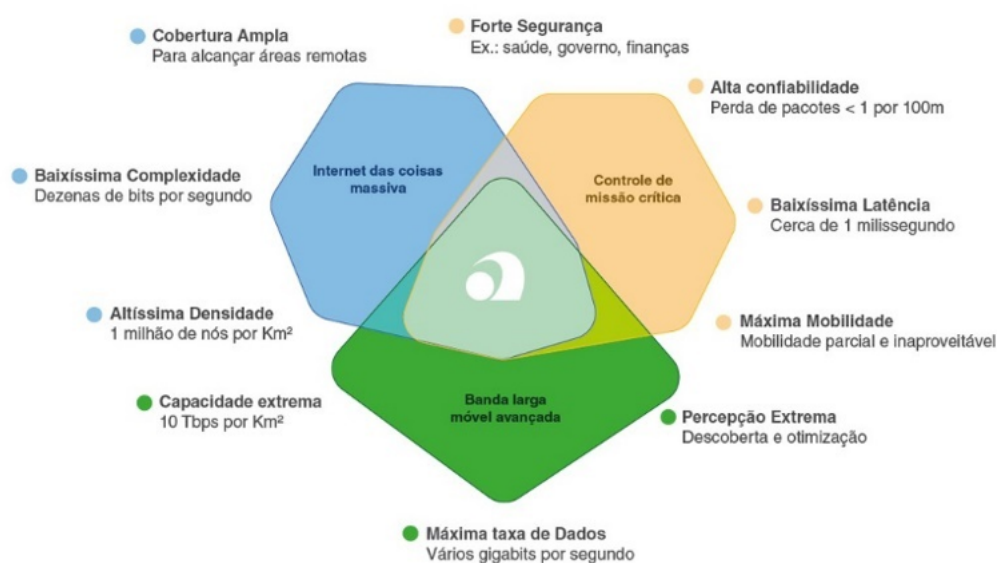 Cobertura Ampla
Para alcançar áreas remotas
Forte Segurança
Ex.: saúde, governo, finanças
Alta confiabilidade
Perda de pacotes < 1 por 100m
Internet das coisas
massiva
Controle de
missão crítica
Baixíssima Complexidade
Dezenas de bits por segundo
Baixíssima Latência
Cerca de 1 milissegundo
Altíssima Densidade
1 milhão de nós por Km²
Máxima Mobilidade
Mobilidade parcial e inaproveitável
Capacidade extrema
10 Tbps por Km²
Banda larga
móvel avançada
Percepção Extrema
Descoberta e otimização
Máxima taxa de Dados
Vários gigabits por segundo